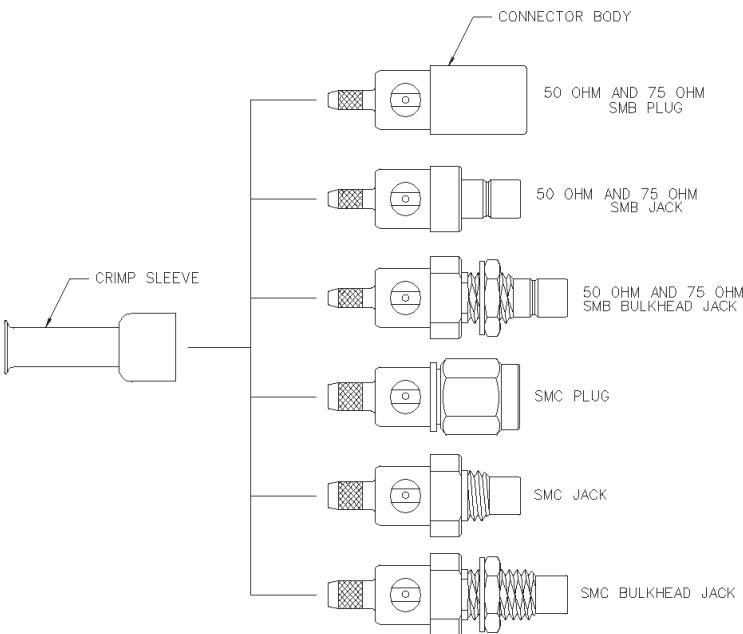 CONNECTOR BODY
50 OHM AND 75 OHM
SMB PLUG
50 OHM AND 75 OHM
SMB JACK
CRIMP SLEEVE
50 OHM AND 75 OHM
SMB BULKHEAD JACK
SMC PLUG
SMC JACK
SMC BULKHEAD JACK